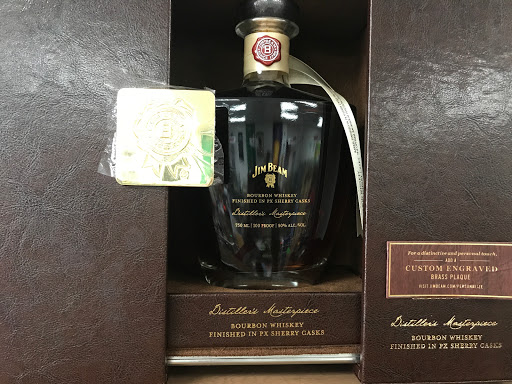 B
JIM BEAM
BOURBON WHISKEY
FINISHED IN PX SHERRY CASKS
Distiller's Masterpiece
750 ML | 100 PROOF | 50% ALC./VOL.
Distiller's Masterpiece
BOURBON WHISKEY
FINISHED IN PX SHERRY CASKS
For a distinctive and personal touch,
ADD A
CUSTOM ENGRAVED
BRASS PLAQUE
Distiller's Masterpiece
BOURBON WHISKEY
FINISHED IN PX SHERRY CASKS